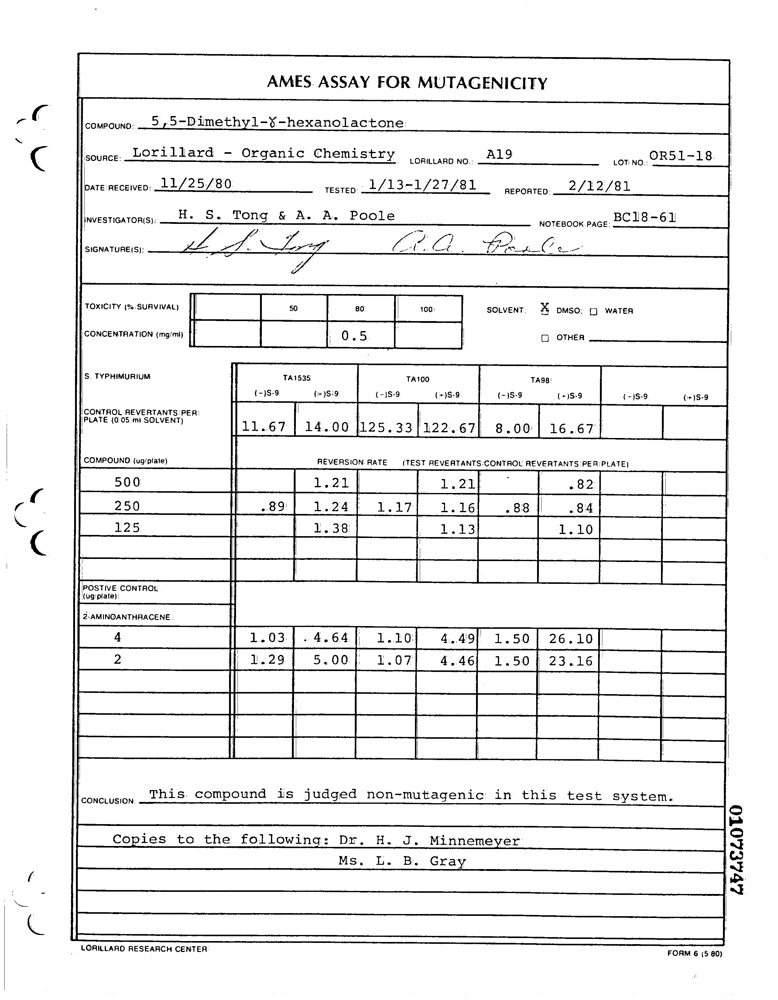 AMES ASSAY FOR MUTAGENICITY
COMPOUND: 5,5-Dimethyl-γ-hexanolactone
SOURCE: Lorillard - Organic Chemistry LORILLARD NO.: A19 LOT NO.: OR51-18
DATE RECEIVED: 11/25/80 TESTED: 1/13-1/27/81 REPORTED: 2/12/81
INVESTIGATOR(S): H. S. Tong & A. A. Poole NOTEBOOK PAGE: BC18-61
SIGNATURE(S): H S. Tong A.A. Poole
TOXICITY (% SURVIVAL) 50 80 100 SOLVENT: X DMSO; □ WATER
CONCENTRATION (mg/ml) 0.5 □ OTHER
S. TYPHIMURIUM TA1535 TA100 TA98
(-)S-9 (+)S-9 (-)S-9 (+)S-9 (-)S-9 (+)S-9 (-)S-9 (+)S-9
CONTROL REVERTANTS PER
PLATE (0.05 ml SOLVENT) 11.67 14.00 125.33 122.67 8.00 16.67
COMPOUND (ug/plate) REVERSION RATE (TEST REVERTANTS:CONTROL REVERTANTS PER PLATE)
500 1.21 1.21 .82
250 .89 1.24 1.17 1.16 .88 .84
125 1.38 1.13 1.10
POSTIVE CONTROL
(ug/plate):
2-AMINOANTHRACENE
4 1.03 4.64 1.10 4.49 1.50 26.10
2 1.29 5.00 1.07 4.46 1.50 23.16
CONCLUSION: This compound is judged non-mutagenic in this test system.
Copies to the following: Dr. H. J. Minnemeyer
Ms. L. B. Gray
01073747
LORILLARD RESEARCH CENTER FORM 6 (5 80)